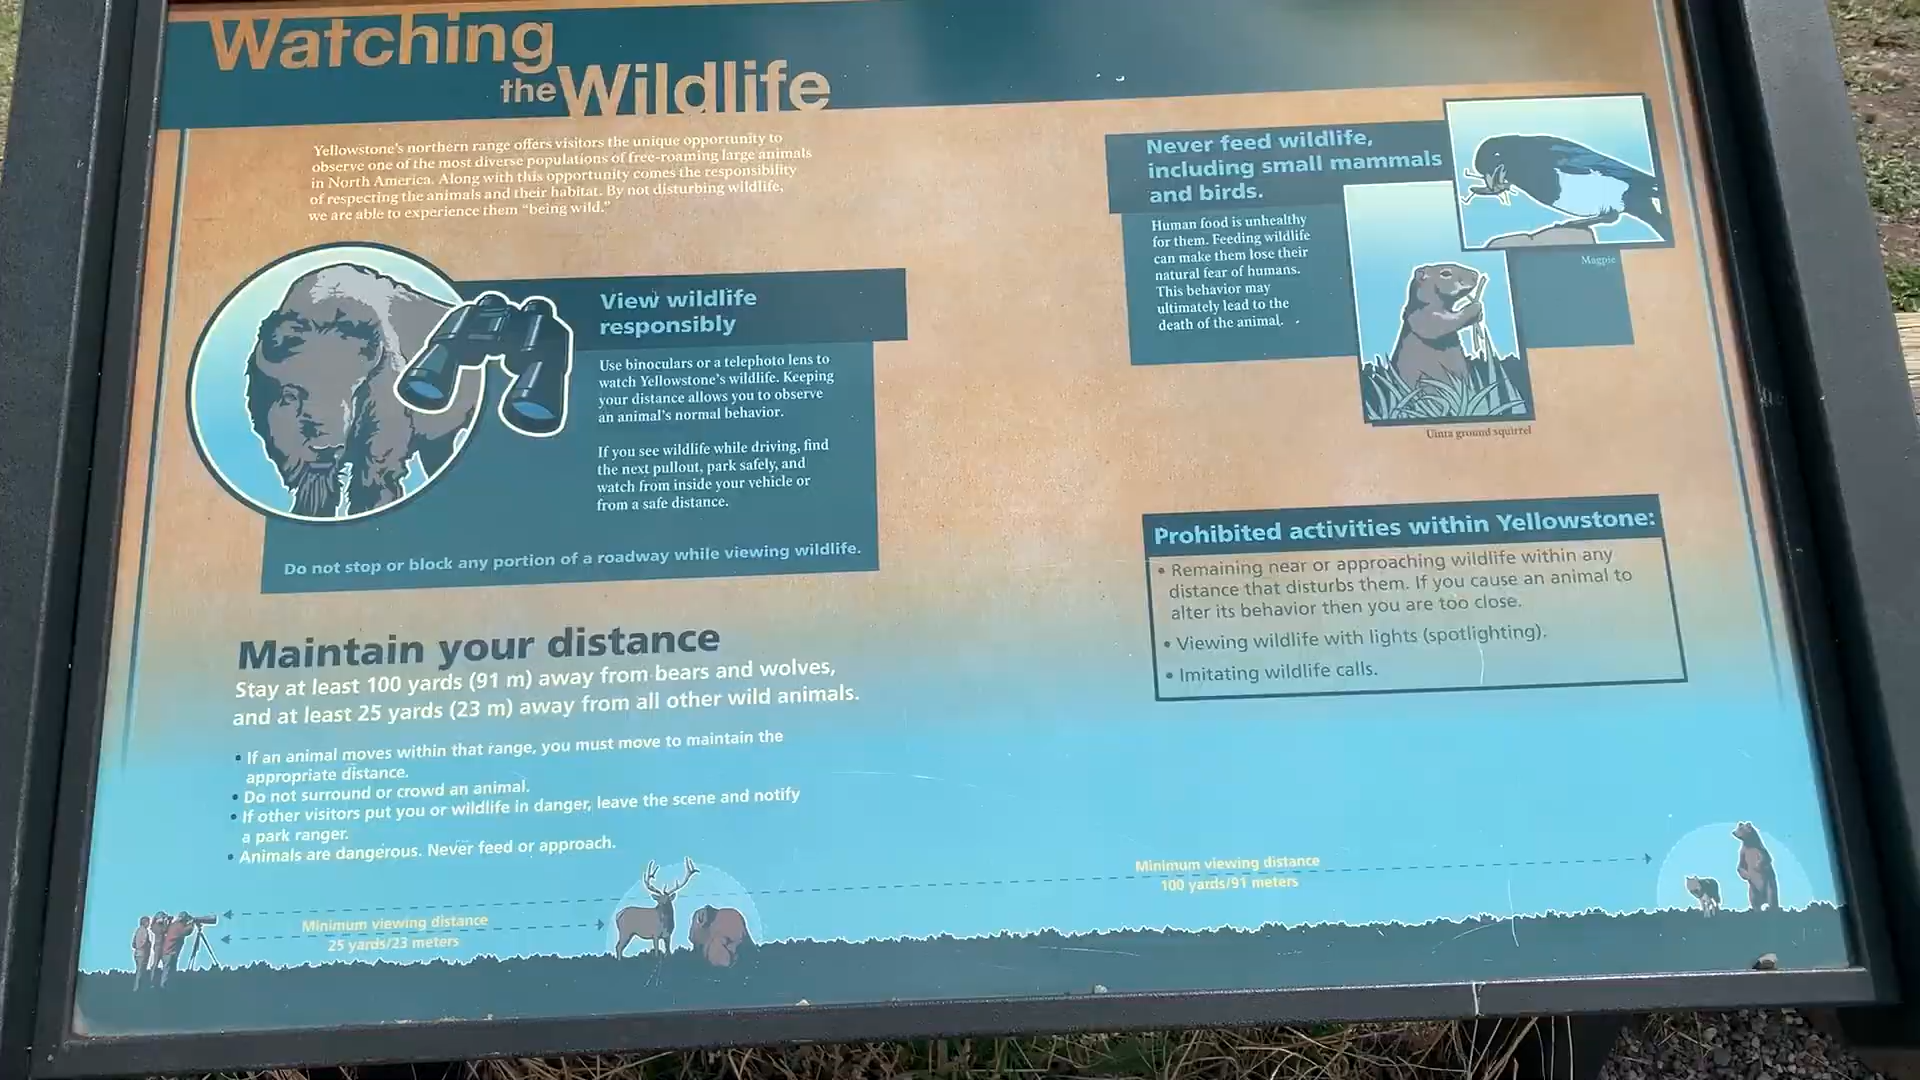 Watching
the Wildlife
Yellowstone's northern range offers visitors the unique opportunity to
observe one of the most diverse populations of free-roaming large animals
in North America. Along with this opportunity comes the responsibility
of respecting the animals and their habitat. By not disturbing wildlife,
we are able to experience them “being wild.”
View wildlife
responsibly
Use binoculars or a telephoto lens to
watch Yellowstone's wildlife. Keeping
your distance allows you to observe
an animal's normal behavior.
If you see wildlife while driving, find
the next pullout, park safely, and
watch from inside your vehicle or
from a safe distance.
Do not stop or block any portion of a roadway while viewing wildlife.
Maintain your distance
Stay at least 100 yards (91 m) away from bears and wolves,
and at least 25 yards (23 m) away from all other wild animals.
• If an animal moves within that range, you must move to maintain the
appropriate distance.
• Do not surround or crowd an animal.
• If other visitors put you or wildlife in danger, leave the scene and notify
a park ranger.
• Animals are dangerous. Never feed or approach.
Minimum viewing distance
25 yards/23 meters
Never feed wildlife,
including small mammals
and birds.
Human food is unhealthy
for them. Feeding wildlife
can make them lose their
natural fear of humans.
This behavior may
ultimately lead to the
death of the animal.
Magpie
Uinta ground squirrel
Prohibited activities within Yellowstone:
• Remaining near or approaching wildlife within any
distance that disturbs them. If you cause an animal to
alter its behavior then you are too close.
• Viewing wildlife with lights (spotlighting).
• Imitating wildlife calls.
Minimum viewing distance
100 yards/91 meters